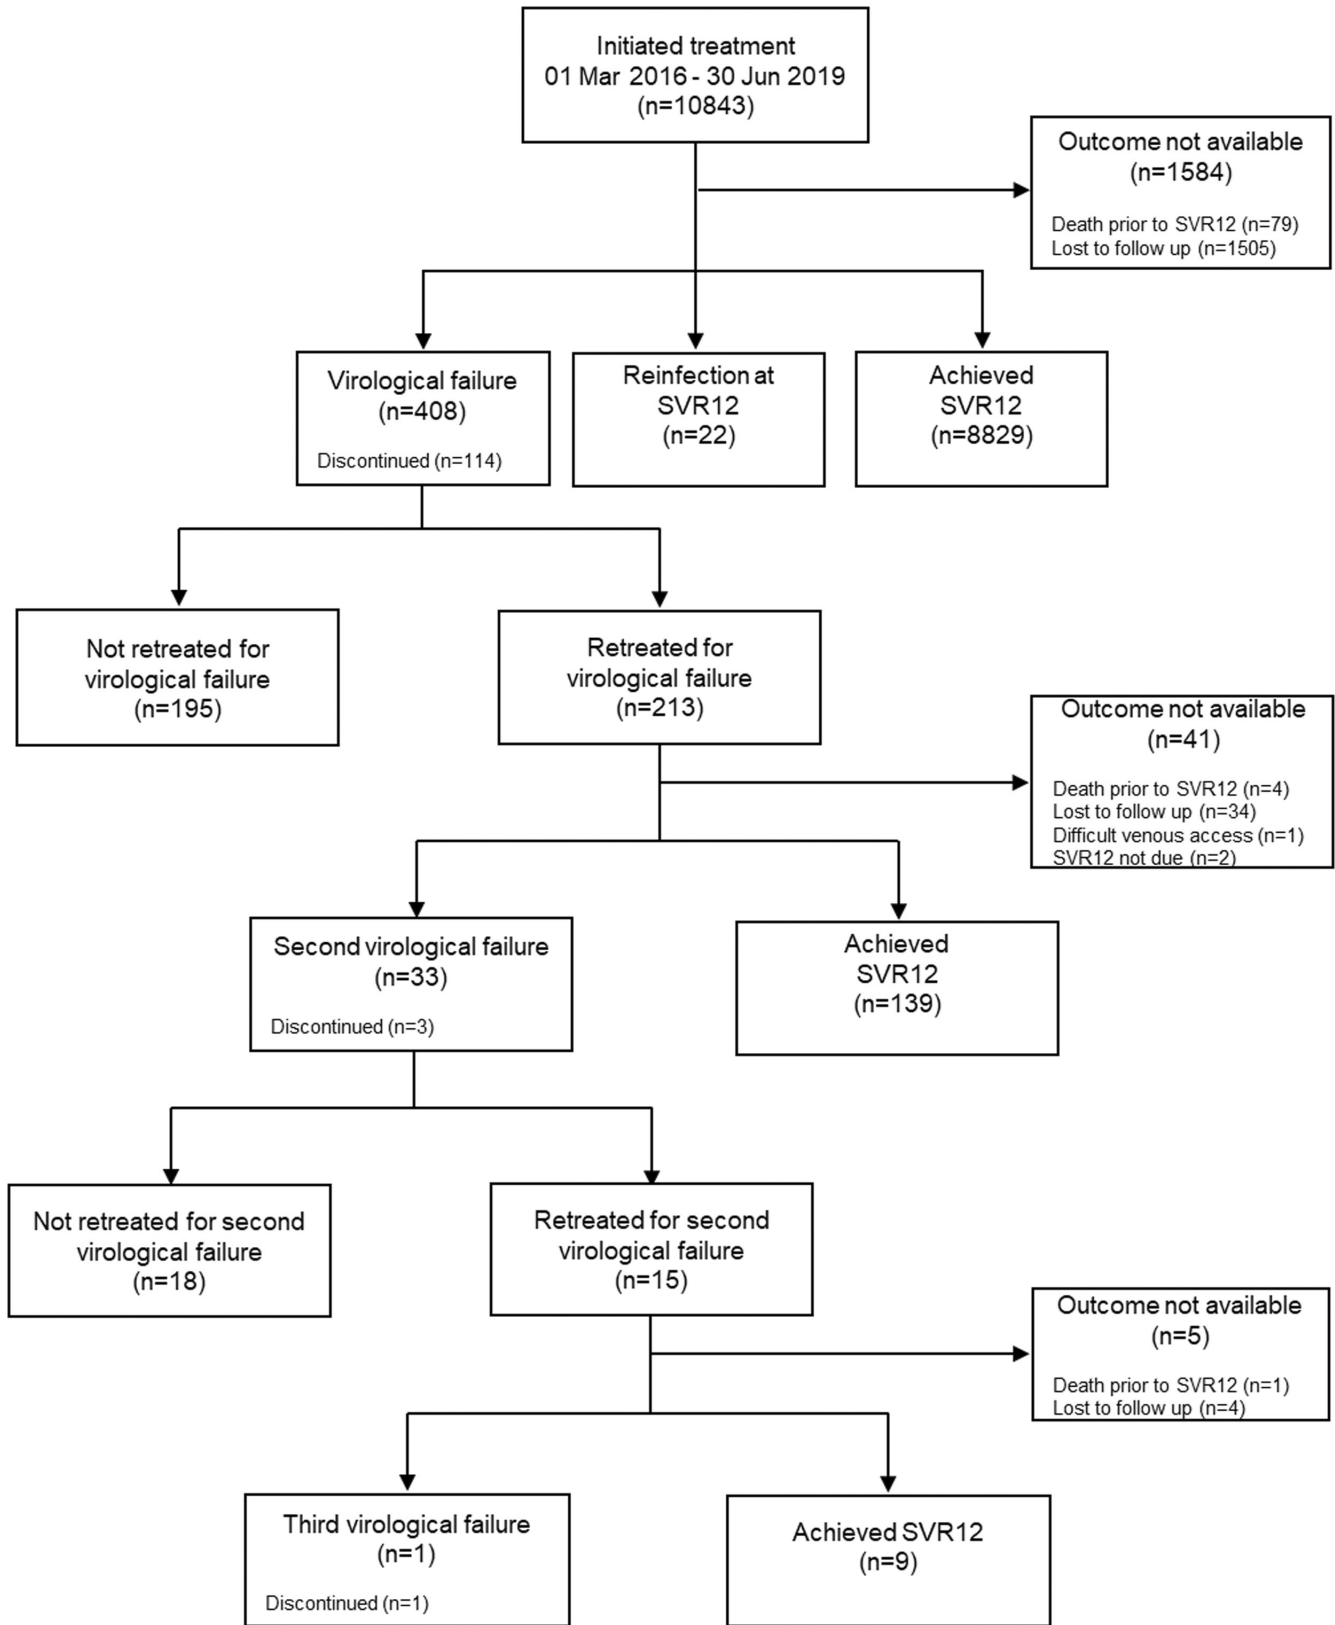 Initiated treatment
01 Mar 2016 - 30 Jun 2019
(n=10843)
Outcome not available
(n=1584)
Death prior to SVR12 (n=79)
Lost to follow up (n=1505)
Virological failure
(n=408)
Discontinued (n=114)
Reinfection at
SVR12
(n=22)
Achieved
SVR12
(n=8829)
Not retreated for
virological failure
(n=195)
Retreated for
virological failure
(n=213)
Outcome not available
(n=41)
Death prior to SVR12 (n=4)
Lost to follow up (n=34)
Difficult venous access (n=1)
SVR12 not due (n=2)
Second virological failure
(n=33)
Discontinued (n=3)
Achieved
SVR12
(n=139)
Not retreated for second
virological failure
(n=18)
Retreated for second
virological failure
(n=15)
Outcome not available
(n=5)
Death prior to SVR12 (n=1)
Lost to follow up (n=4)
Third virological failure
(n=1)
Discontinued (n=1)
Achieved SVR12
(n=9)